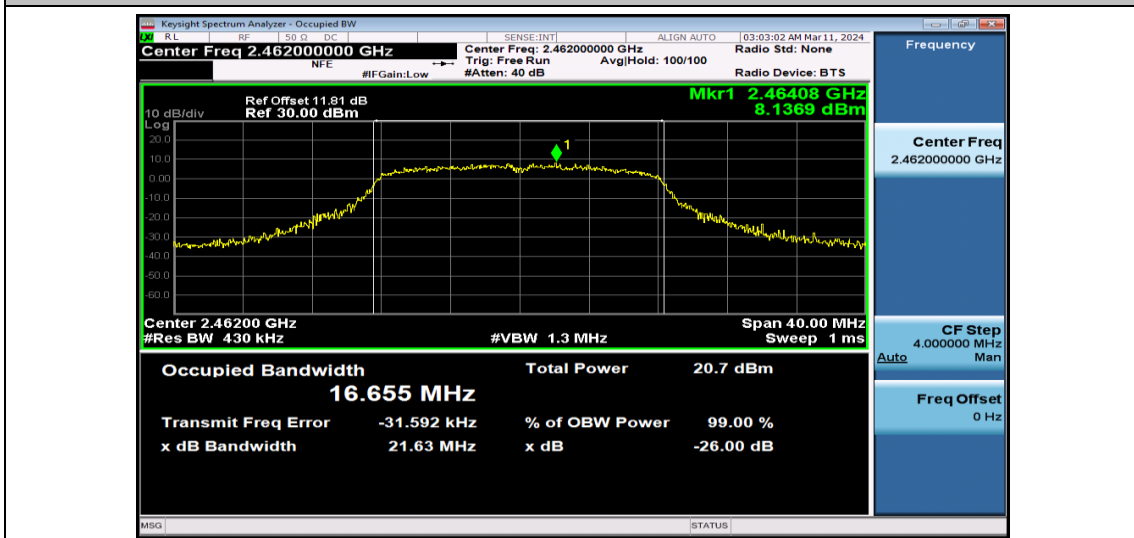 Keysight Spectrum Analyzer - Occupied BW
LXI RL RF 50 Ω DC SENSE:INT ALIGN AUTO 03:03:02 AM Mar 11, 2024
Center Freq 2.462000000 GHz Center Freq: 2.462000000 GHz Radio Std: None
NFE Trig: Free Run Avg|Hold: 100/100
#IFGain:Low #Atten: 40 dB Radio Device: BTS
Frequency
Mkr1 2.46408 GHz
8.1369 dBm
Ref Offset 11.81 dB
10 dB/div Ref 30.00 dBm
Log
20.0
10.0
0.00
-10.0
-20.0
-30.0
-40.0
-50.0
-60.0
1
Center 2.46200 GHz Span 40.00 MHz
#Res BW 430 kHz #VBW 1.3 MHz Sweep 1 ms
Center Freq
2.462000000 GHz
CF Step
4.000000 MHz
Auto Man
Freq Offset
0 Hz
Occupied Bandwidth Total Power 20.7 dBm
16.655 MHz
Transmit Freq Error -31.592 kHz % of OBW Power 99.00 %
x dB Bandwidth 21.63 MHz x dB -26.00 dB
MSG STATUS